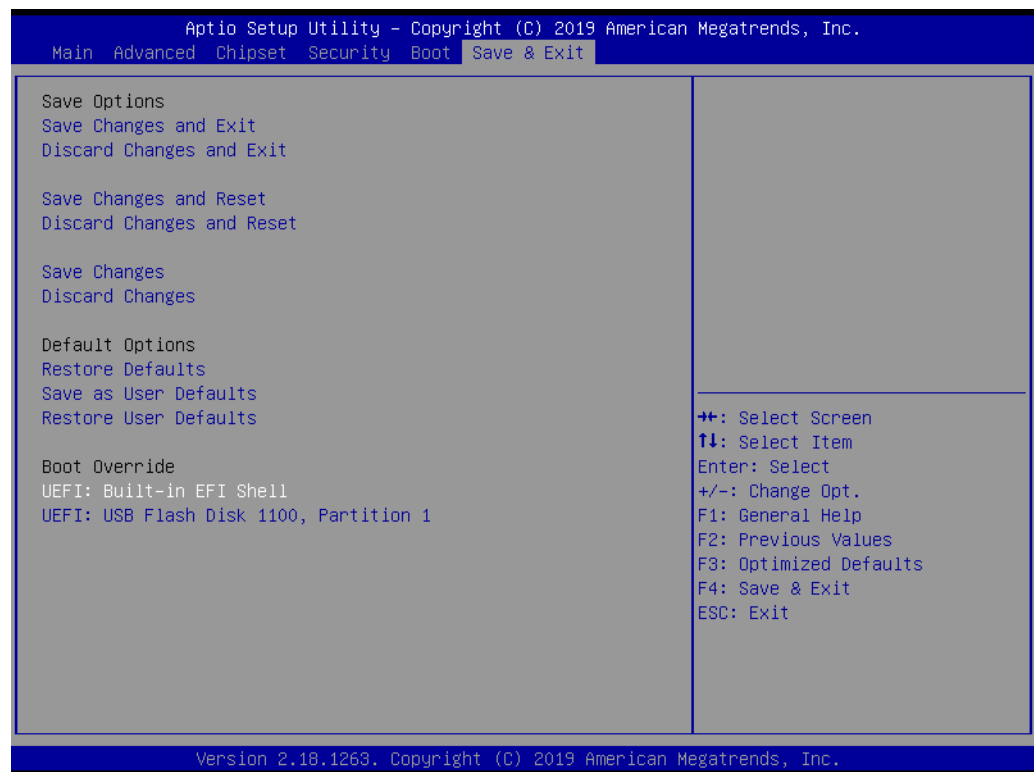 Aptio Setup Utility – Copyright (C) 2019 American Megatrends, Inc.
Main Advanced Chipset Security Boot Save & Exit
Save Options
Save Changes and Exit
Discard Changes and Exit
Save Changes and Reset
Discard Changes and Reset
Save Changes
Discard Changes
Default Options
Restore Defaults
Save as User Defaults
Restore User Defaults
Boot Override
UEFI: Built-in EFI Shell
UEFI: USB Flash Disk 1100, Partition 1
→←: Select Screen
↑↓: Select Item
Enter: Select
+/-: Change Opt.
F1: General Help
F2: Previous Values
F3: Optimized Defaults
F4: Save & Exit
ESC: Exit
Version 2.18.1263. Copyright (C) 2019 American Megatrends, Inc.